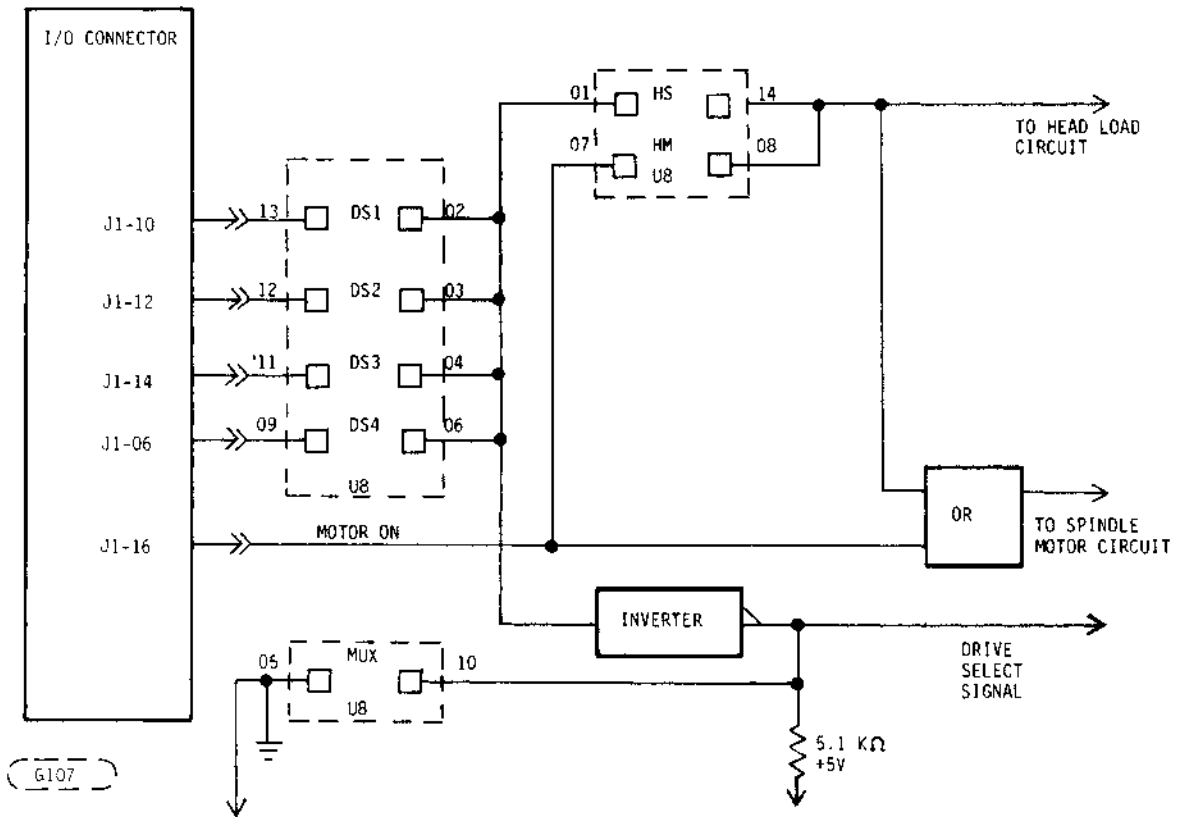 I/O CONNECTOR
01
HS
14
TO HEAD LOAD
CIRCUIT
07
HM
08
U8
J1-10
13
DS1
02
J1-12
12
DS2
03
J1-14
'11
DS3
04
J1-06
09
DS4
06
U8
J1-16
MOTOR ON
OR
TO SPINDLE
MOTOR CIRCUIT
INVERTER
DRIVE
SELECT
SIGNAL
05
MUX
10
U8
5.1 KΩ
+5V
G107